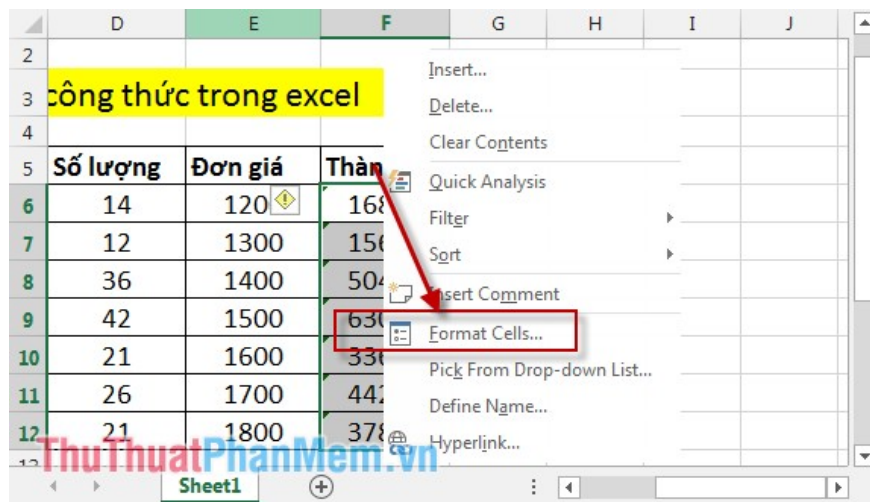 D E F G H I J
2
3 công thức trong excel
4
5 Số lượng Đơn giá Thàn
6 14 120 168
7 12 1300 156
8 36 1400 504
9 42 1500 630
10 21 1600 336
11 26 1700 442
12 21 1800 378
Insert...
Delete...
Clear Contents
Quick Analysis
Filter
Sort
Insert Comment
Format Cells...
Pick From Drop-down List...
Define Name...
Hyperlink...
ThuThuatPhanMem.vn
Sheet1